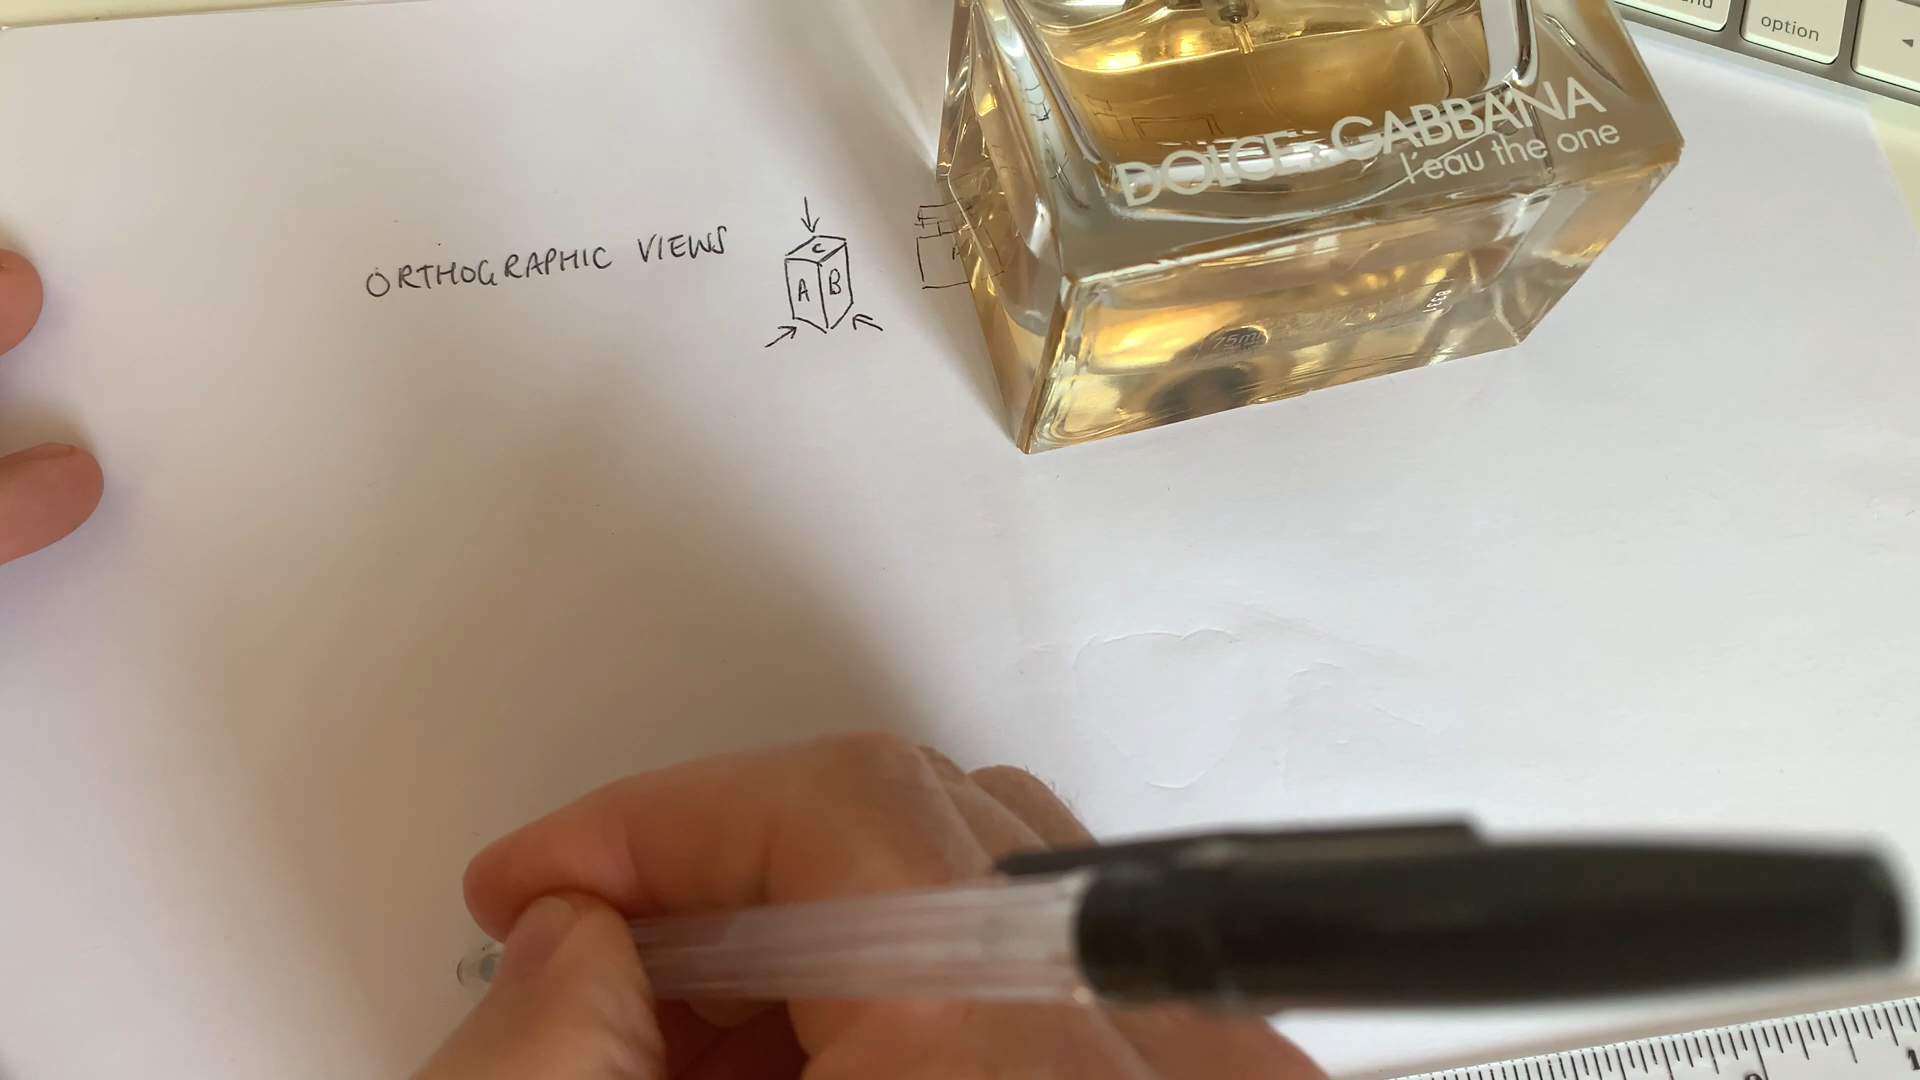 option
DOLCE & GABBANA
l'eau the one
ORTHOGRAPHIC VIEWS
C
A B
75ml